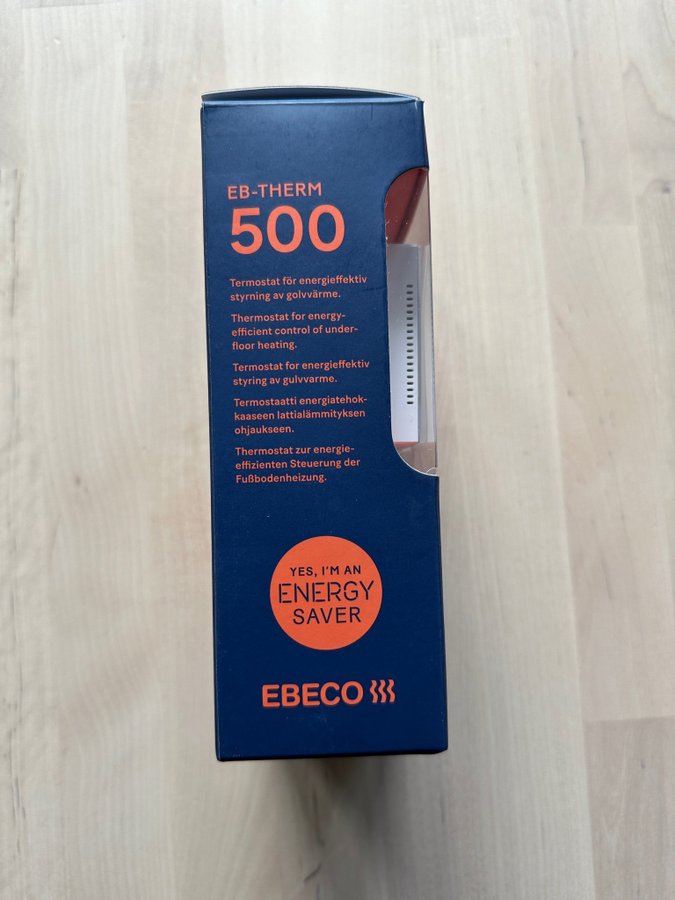 EB-THERM
500
Termostat för energieffektiv
styrning av golvvärme.
Thermostat for energy-
efficient control of under-
floor heating.
Termostat for energieffektiv
styring av gulvvarme.
Termostaatti energiatehok-
kaaseen lattialämmityksen
ohjaukseen.
Thermostat zur energie-
effizienten Steuerung der
Fußbodenheizung.
YES, I'M AN
ENERGY
SAVER
EBECO